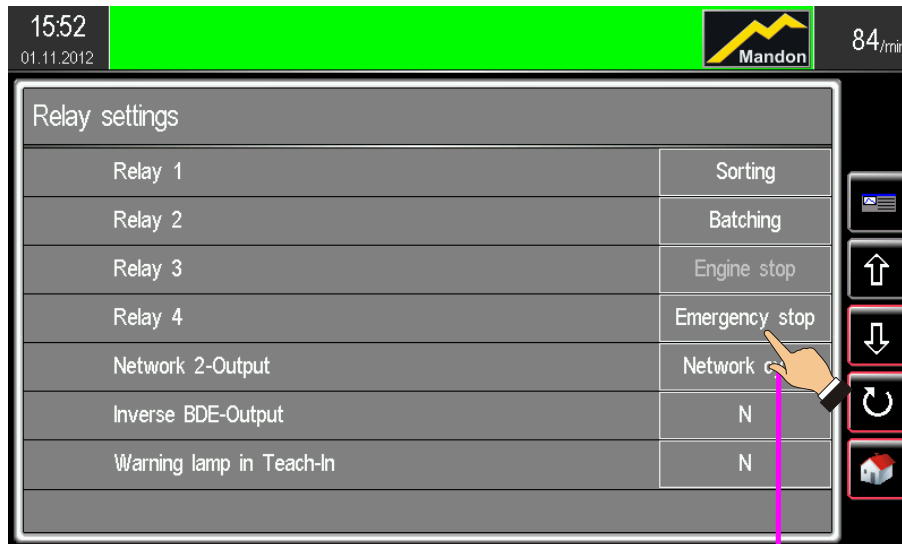 15:52
01.11.2012
Mandon
84/min
Relay settings
Relay 1 Sorting
Relay 2 Batching
Relay 3 Engine stop
Relay 4 Emergency stop
Network 2-Output Network
Inverse BDE-Output N
Warning lamp in Teach-In N